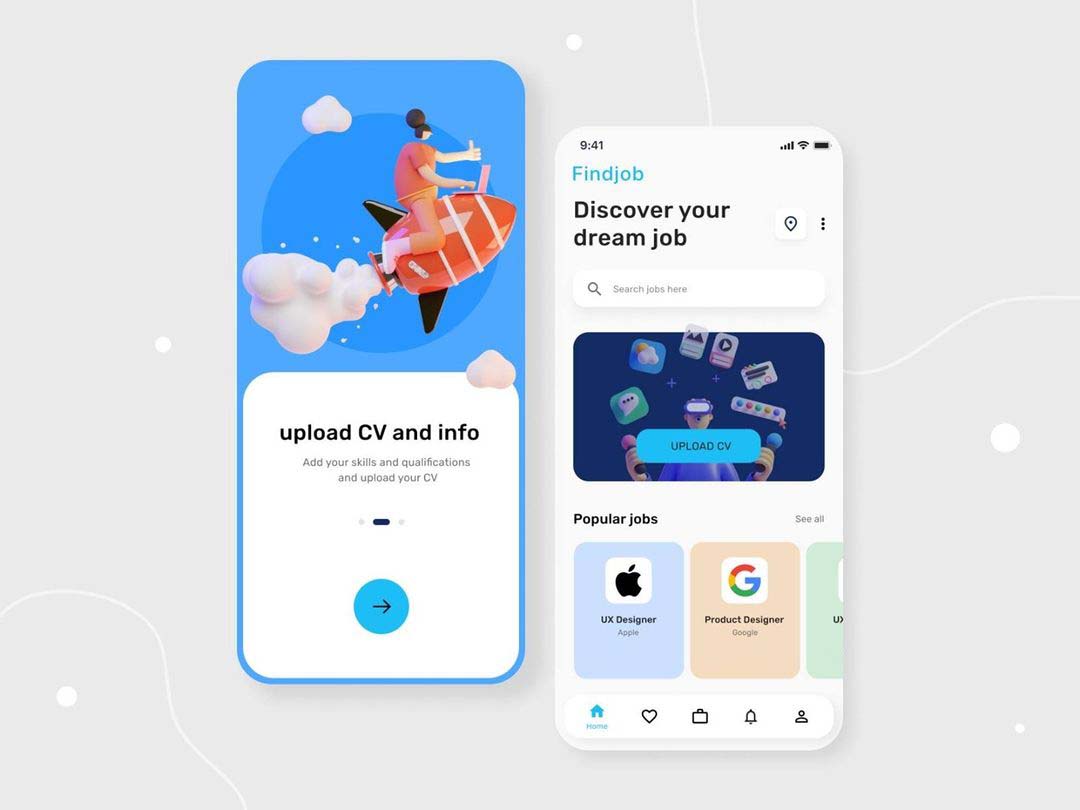 upload CV and info
Add your skills and qualifications
and upload your CV
9:41
Findjob
Discover your
dream job
Search jobs here
UPLOAD CV
Popular jobs
See all
UX Designer
Apple
Product Designer
Google
UX
Home